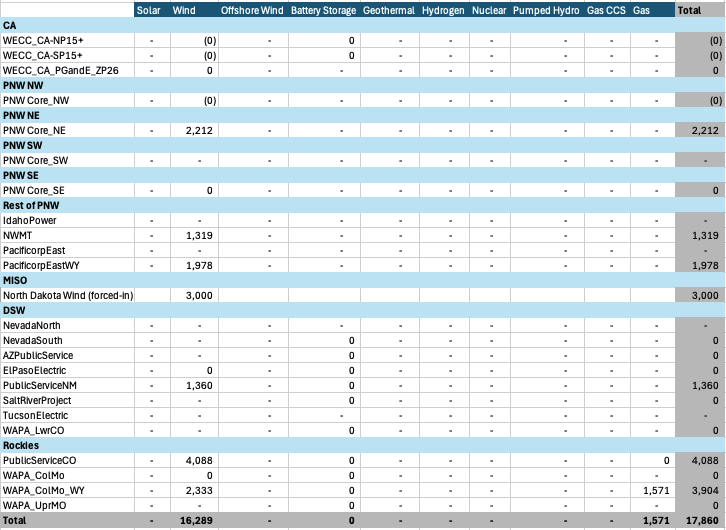 Solar Wind Offshore Wind Battery Storage Geothermal Hydrogen Nuclear Pumped Hydro Gas CCS Gas Total
CA
WECC_CA-NP15+ - (0) - 0 - - - - - - (0)
WECC_CA-SP15+ - (0) - 0 - - - - - - (0)
WECC_CA_PGandE_ZP26 - 0 - - - - - - - - 0
PNW NW
PNW Core_NW - (0) - - - - - - - - (0)
PNW NE
PNW Core_NE - 2,212 - - - - - - - - 2,212
PNW SW
PNW Core_SW - - - - - - - - - - -
PNW SE
PNW Core_SE - 0 - - - - - - - - 0
Rest of PNW
IdahoPower - - - - - - - - - - -
NWMT - 1,319 - - - - - - - - 1,319
PacificorpEast - - - - - - - - - - -
PacificorpEastWY - 1,978 - - - - - - - - 1,978
MISO
North Dakota Wind (forced-in) 3,000 3,000
DSW
NevadaNorth - - - - - - - - - - -
NevadaSouth - - - 0 - - - - - - 0
AZPublicService - - - 0 - - - - - - 0
ElPasoElectric - 0 - 0 - - - - - - 0
PublicServiceNM - 1,360 - 0 - - - - - - 1,360
SaltRiverProject - - - 0 - - - - - - 0
TucsonElectric - - - - - - - - - - -
WAPA_LwrCO - - - 0 - - - - - - 0
Rockies
PublicServiceCO - 4,088 - 0 - - - - - 0 4,088
WAPA_ColMo - 0 - 0 - - - - - - 0
WAPA_ColMo_WY - 2,333 - 0 - - - - - 1,571 3,904
WAPA_UprMO - - - 0 - - - - - - 0
Total - 16,289 - 0 - - - - - 1,571 17,860